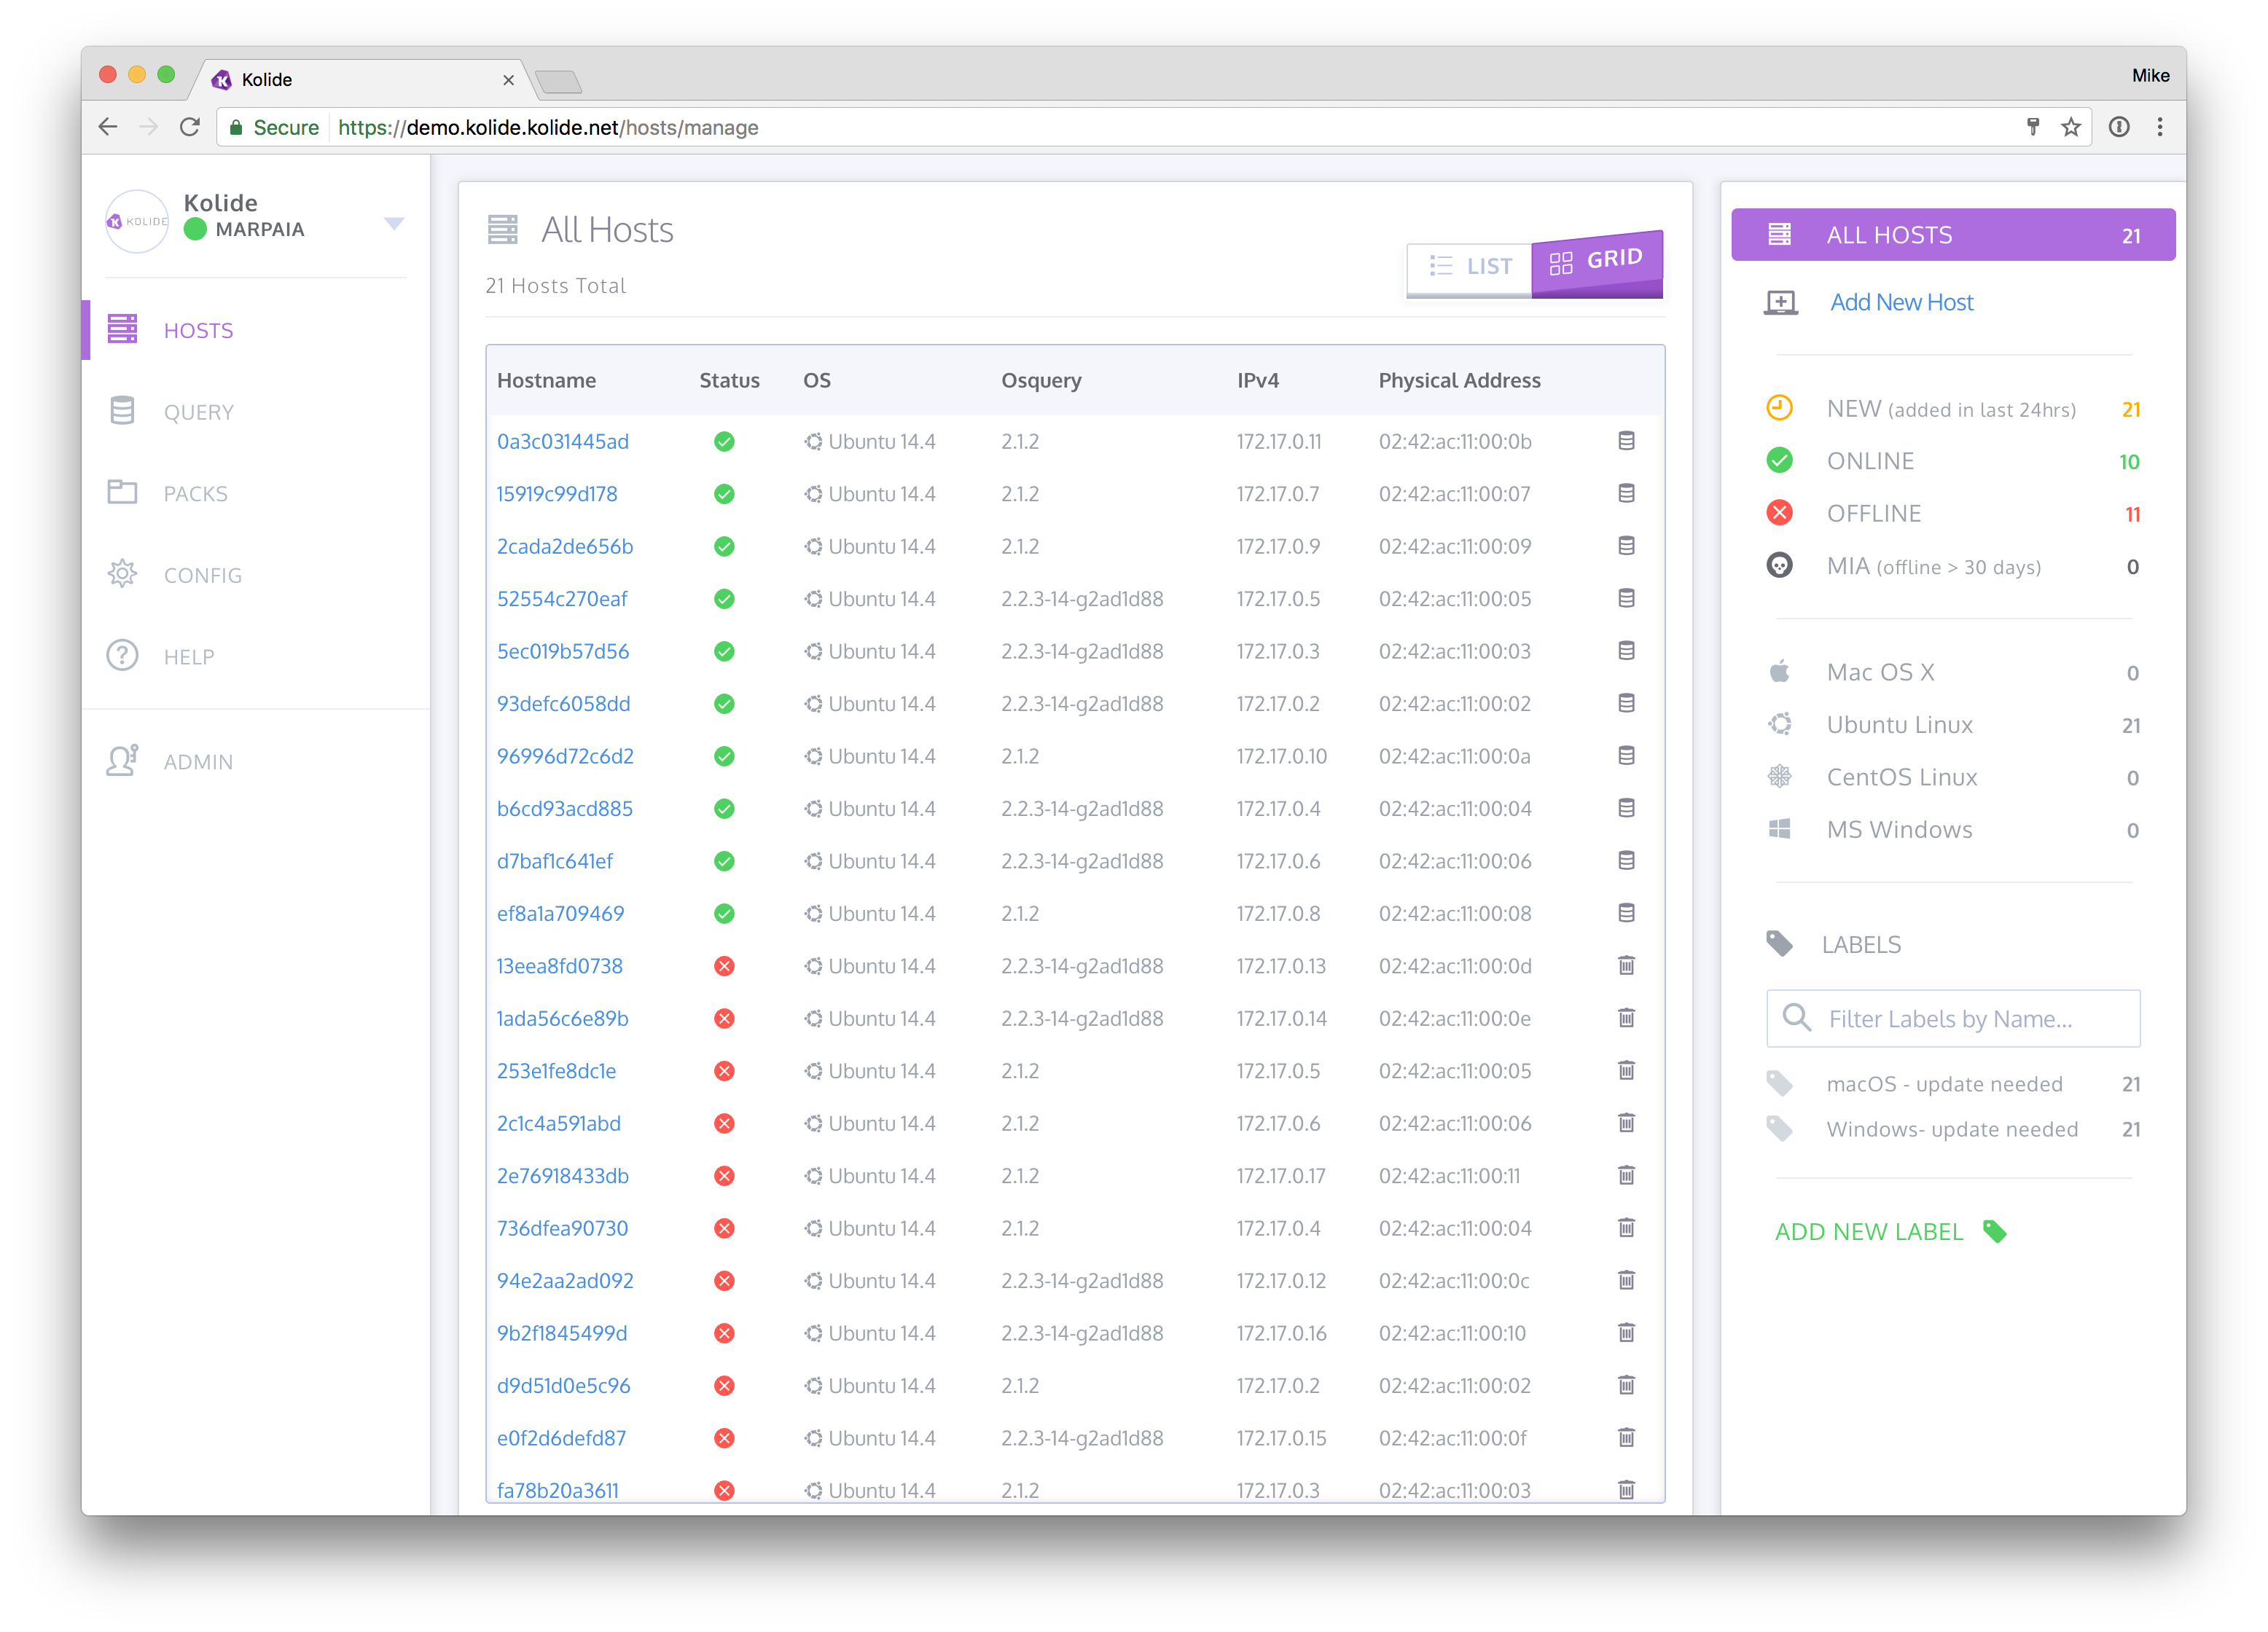 Kolide
Mike
Secure https://demo.kolide.kolide.net/hosts/manage
KOLIDE
Kolide
MARPAIA
HOSTS
QUERY
PACKS
CONFIG
HELP
ADMIN
All Hosts
21 Hosts Total
LIST GRID
Hostname Status OS Osquery IPv4 Physical Address
0a3c031445ad Ubuntu 14.4 2.1.2 172.17.0.11 02:42:ac:11:00:0b
15919c99d178 Ubuntu 14.4 2.1.2 172.17.0.7 02:42:ac:11:00:07
2cada2de656b Ubuntu 14.4 2.1.2 172.17.0.9 02:42:ac:11:00:09
52554c270eaf Ubuntu 14.4 2.2.3-14-g2ad1d88 172.17.0.5 02:42:ac:11:00:05
5ec019b57d56 Ubuntu 14.4 2.2.3-14-g2ad1d88 172.17.0.3 02:42:ac:11:00:03
93defc6058dd Ubuntu 14.4 2.2.3-14-g2ad1d88 172.17.0.2 02:42:ac:11:00:02
96996d72c6d2 Ubuntu 14.4 2.1.2 172.17.0.10 02:42:ac:11:00:0a
b6cd93acd885 Ubuntu 14.4 2.2.3-14-g2ad1d88 172.17.0.4 02:42:ac:11:00:04
d7baf1c641ef Ubuntu 14.4 2.2.3-14-g2ad1d88 172.17.0.6 02:42:ac:11:00:06
ef8a1a709469 Ubuntu 14.4 2.1.2 172.17.0.8 02:42:ac:11:00:08
13eea8fd0738 Ubuntu 14.4 2.2.3-14-g2ad1d88 172.17.0.13 02:42:ac:11:00:0d
1ada56c6e89b Ubuntu 14.4 2.2.3-14-g2ad1d88 172.17.0.14 02:42:ac:11:00:0e
253e1fe8dc1e Ubuntu 14.4 2.1.2 172.17.0.5 02:42:ac:11:00:05
2c1c4a591abd Ubuntu 14.4 2.1.2 172.17.0.6 02:42:ac:11:00:06
2e76918433db Ubuntu 14.4 2.1.2 172.17.0.17 02:42:ac:11:00:11
736dfea90730 Ubuntu 14.4 2.1.2 172.17.0.4 02:42:ac:11:00:04
94e2aa2ad092 Ubuntu 14.4 2.2.3-14-g2ad1d88 172.17.0.12 02:42:ac:11:00:0c
9b2f1845499d Ubuntu 14.4 2.2.3-14-g2ad1d88 172.17.0.16 02:42:ac:11:00:10
d9d51d0e5c96 Ubuntu 14.4 2.1.2 172.17.0.2 02:42:ac:11:00:02
e0f2d6defd87 Ubuntu 14.4 2.2.3-14-g2ad1d88 172.17.0.15 02:42:ac:11:00:0f
fa78b20a3611 Ubuntu 14.4 2.1.2 172.17.0.3 02:42:ac:11:00:03
ALL HOSTS 21
Add New Host
NEW (added in last 24hrs) 21
ONLINE 10
OFFLINE 11
MIA (offline > 30 days) 0
Mac OS X 0
Ubuntu Linux 21
CentOS Linux 0
MS Windows 0
LABELS
Filter Labels by Name...
macOS - update needed 21
Windows- update needed 21
ADD NEW LABEL